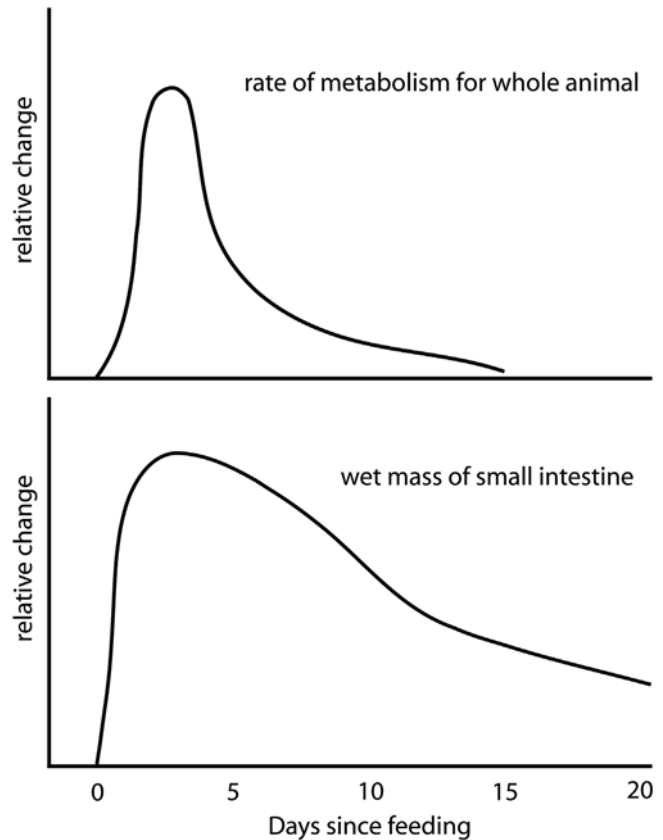 rate of metabolism for whole animal
relative change
wet mass of small intestine
relative change
0 5 10 15 20
Days since feeding